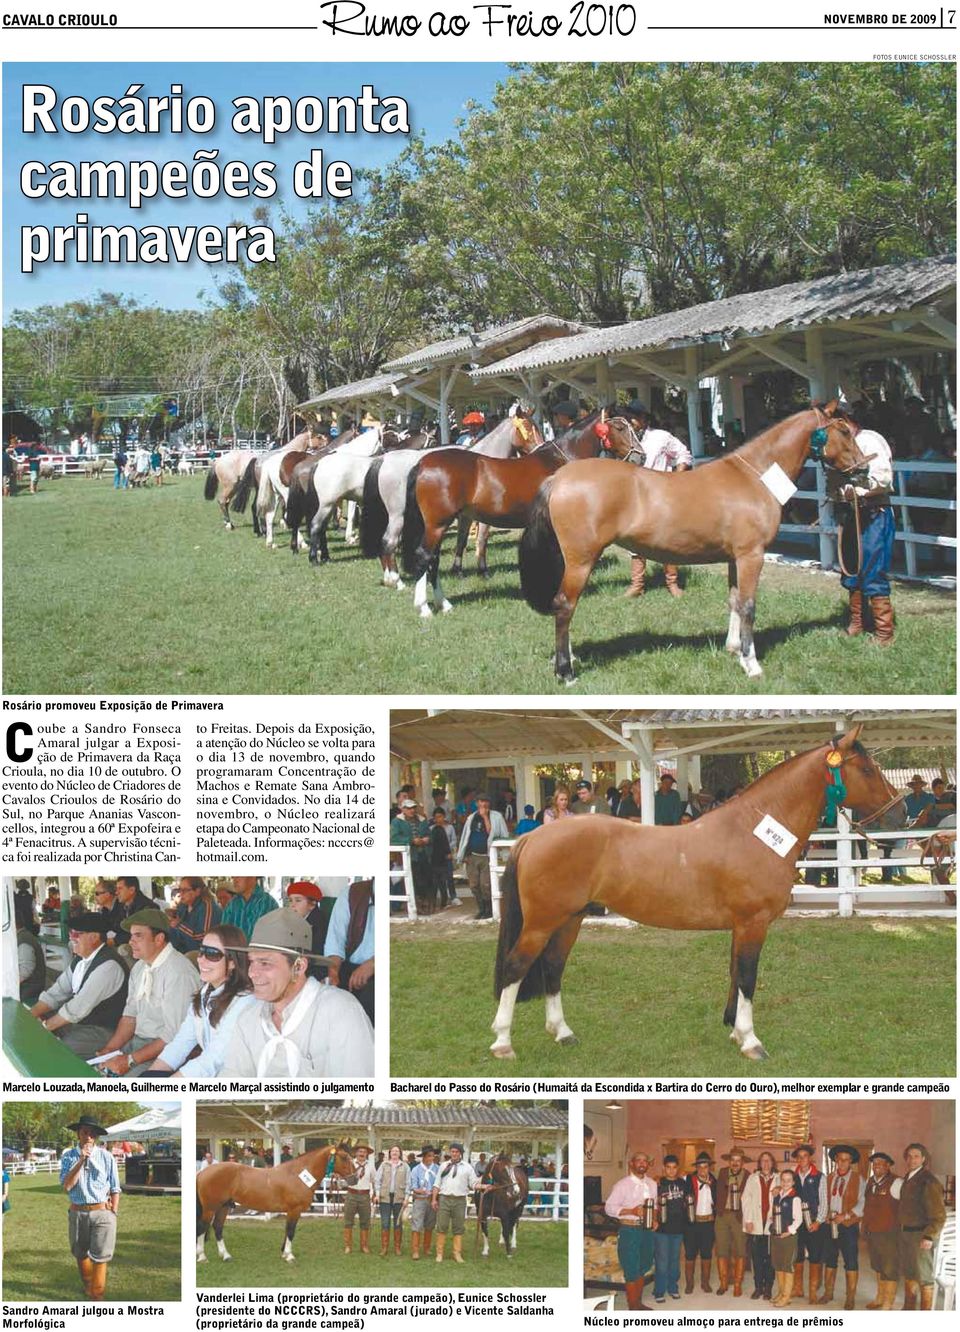 CAVALO CRIOULO
Rumo ao Freio 2010
NOVEMBRO DE 2009 7
FOTOS EUNICE SCHOSSLER
Rosário aponta
campeões de
primavera
Rosário promoveu Exposição de Primavera
Coube a Sandro Fonseca
Amaral julgar a Exposi-
ção de Primavera da Raça
Crioula, no dia 10 de outubro. O
evento do Núcleo de Criadores de
Cavalos Crioulos de Rosário do
Sul, no Parque Ananias Vascon-
cellos, integrou a 60ª Expofeira e
4ª Fenacitrus. A supervisão técni-
ca foi realizada por Christina Can-
to Freitas. Depois da Exposição,
a atenção do Núcleo se volta para
o dia 13 de novembro, quando
programaram Concentração de
Machos e Remate Sana Ambro-
sina e Convidados. No dia 14 de
novembro, o Núcleo realizará
etapa do Campeonato Nacional de
Paleteada. Informações: ncccrs@
hotmail.com.
Marcelo Louzada, Manoela, Guilherme e Marcelo Marçal assistindo o julgamento
Bacharel do Passo do Rosário (Humaitá da Escondida x Bartira do Cerro do Ouro), melhor exemplar e grande campeão
Sandro Amaral julgou a Mostra
Morfológica
Vanderlei Lima (proprietário do grande campeão), Eunice Schossler
(presidente do NCCCRS), Sandro Amaral (jurado) e Vicente Saldanha
(proprietário da grande campeã)
Núcleo promoveu almoço para entrega de prêmios